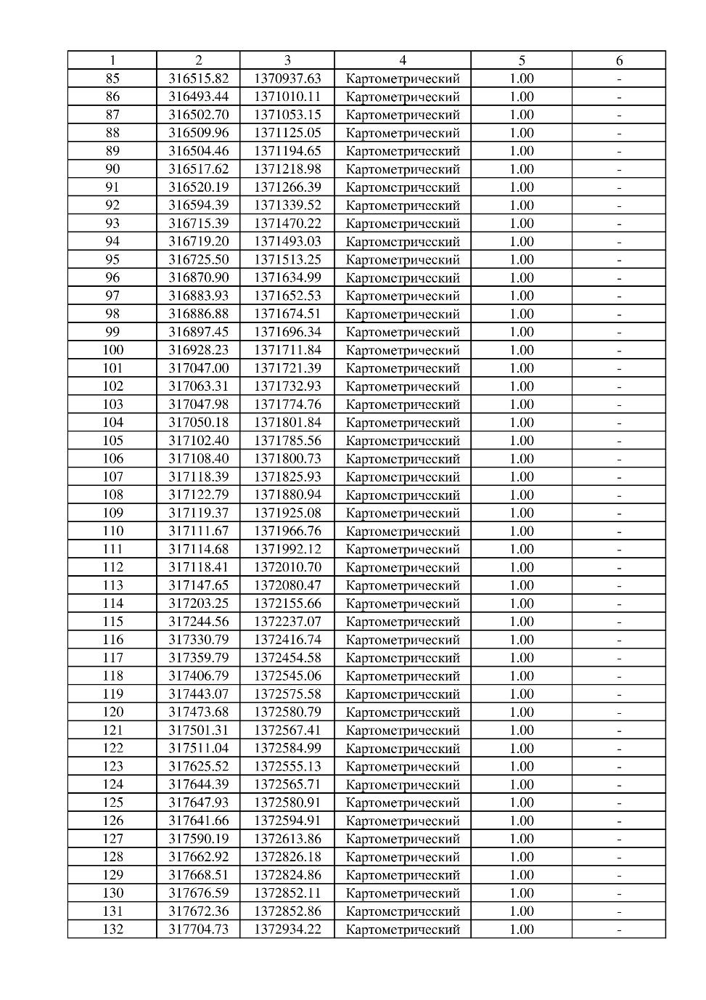 1 2 3 4 5 6
85 316515.82 1370937.63 Картометрический 1.00 -
86 316493.44 1371010.11 Картометрический 1.00 -
87 316502.70 1371053.15 Картометрический 1.00 -
88 316509.96 1371125.05 Картометрический 1.00 -
89 316504.46 1371194.65 Картометрический 1.00 -
90 316517.62 1371218.98 Картометрический 1.00 -
91 316520.19 1371266.39 Картометрический 1.00 -
92 316594.39 1371339.52 Картометрический 1.00 -
93 316715.39 1371470.22 Картометрический 1.00 -
94 316719.20 1371493.03 Картометрический 1.00 -
95 316725.50 1371513.25 Картометрический 1.00 -
96 316870.90 1371634.99 Картометрический 1.00 -
97 316883.93 1371652.53 Картометрический 1.00 -
98 316886.88 1371674.51 Картометрический 1.00 -
99 316897.45 1371696.34 Картометрический 1.00 -
100 316928.23 1371711.84 Картометрический 1.00 -
101 317047.00 1371721.39 Картометрический 1.00 -
102 317063.31 1371732.93 Картометрический 1.00 -
103 317047.98 1371774.76 Картометрический 1.00 -
104 317050.18 1371801.84 Картометрический 1.00 -
105 317102.40 1371785.56 Картометрический 1.00 -
106 317108.40 1371800.73 Картометрический 1.00 -
107 317118.39 1371825.93 Картометрический 1.00 -
108 317122.79 1371880.94 Картометрический 1.00 -
109 317119.37 1371925.08 Картометрический 1.00 -
110 317111.67 1371966.76 Картометрический 1.00 -
111 317114.68 1371992.12 Картометрический 1.00 -
112 317118.41 1372010.70 Картометрический 1.00 -
113 317147.65 1372080.47 Картометрический 1.00 -
114 317203.25 1372155.66 Картометрический 1.00 -
115 317244.56 1372237.07 Картометрический 1.00 -
116 317330.79 1372416.74 Картометрический 1.00 -
117 317359.79 1372454.58 Картометрический 1.00 -
118 317406.79 1372545.06 Картометрический 1.00 -
119 317443.07 1372575.58 Картометрический 1.00 -
120 317473.68 1372580.79 Картометрический 1.00 -
121 317501.31 1372567.41 Картометрический 1.00 -
122 317511.04 1372584.99 Картометрический 1.00 -
123 317625.52 1372555.13 Картометрический 1.00 -
124 317644.39 1372565.71 Картометрический 1.00 -
125 317647.93 1372580.91 Картометрический 1.00 -
126 317641.66 1372594.91 Картометрический 1.00 -
127 317590.19 1372613.86 Картометрический 1.00 -
128 317662.92 1372826.18 Картометрический 1.00 -
129 317668.51 1372824.86 Картометрический 1.00 -
130 317676.59 1372852.11 Картометрический 1.00 -
131 317672.36 1372852.86 Картометрический 1.00 -
132 317704.73 1372934.22 Картометрический 1.00 -